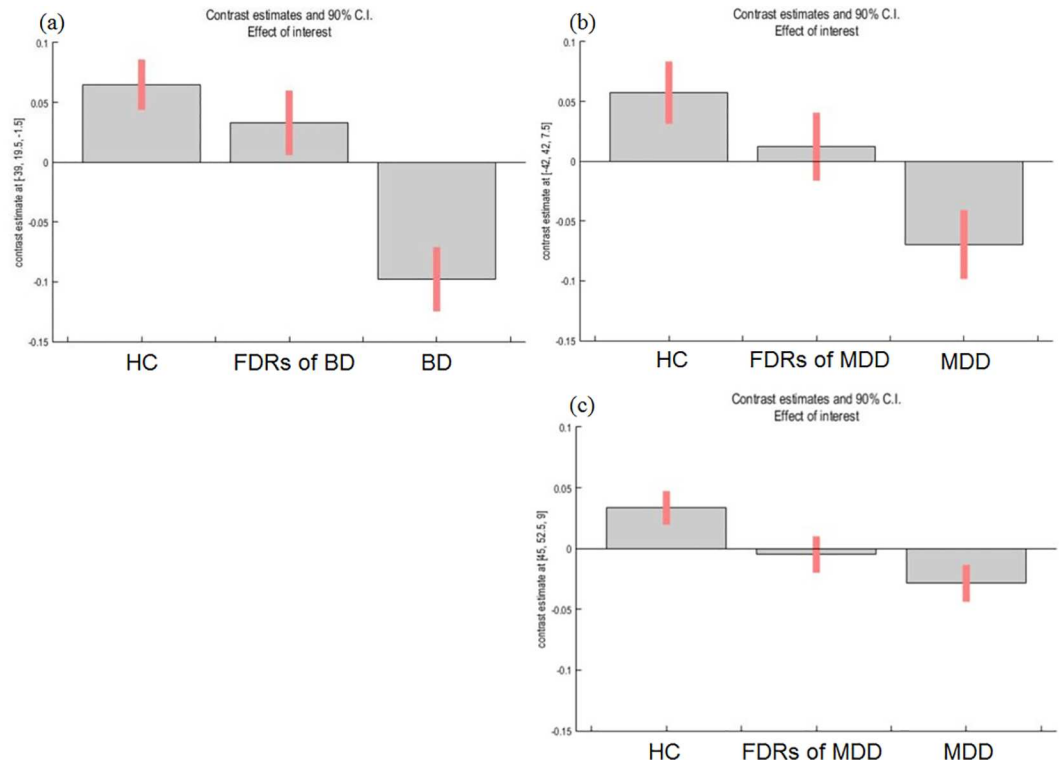 (a)
Contrast estimates and 90% C.I.
Effect of interest
contrast estimate at [-39, 19.5, -1.5]
0.1
0.05
0
-0.05
-0.1
-0.15
HC
FDRs of BD
BD
(b)
Contrast estimates and 90% C.I.
Effect of interest
contrast estimate at [-42, 42, 7.5]
0.1
0.05
0
-0.05
-0.1
-0.15
HC
FDRs of MDD
MDD
(c)
Contrast estimates and 90% C.I.
Effect of interest
contrast estimate at [45, 52.5, 9]
0.1
0.05
0
-0.05
-0.1
-0.15
HC
FDRs of MDD
MDD